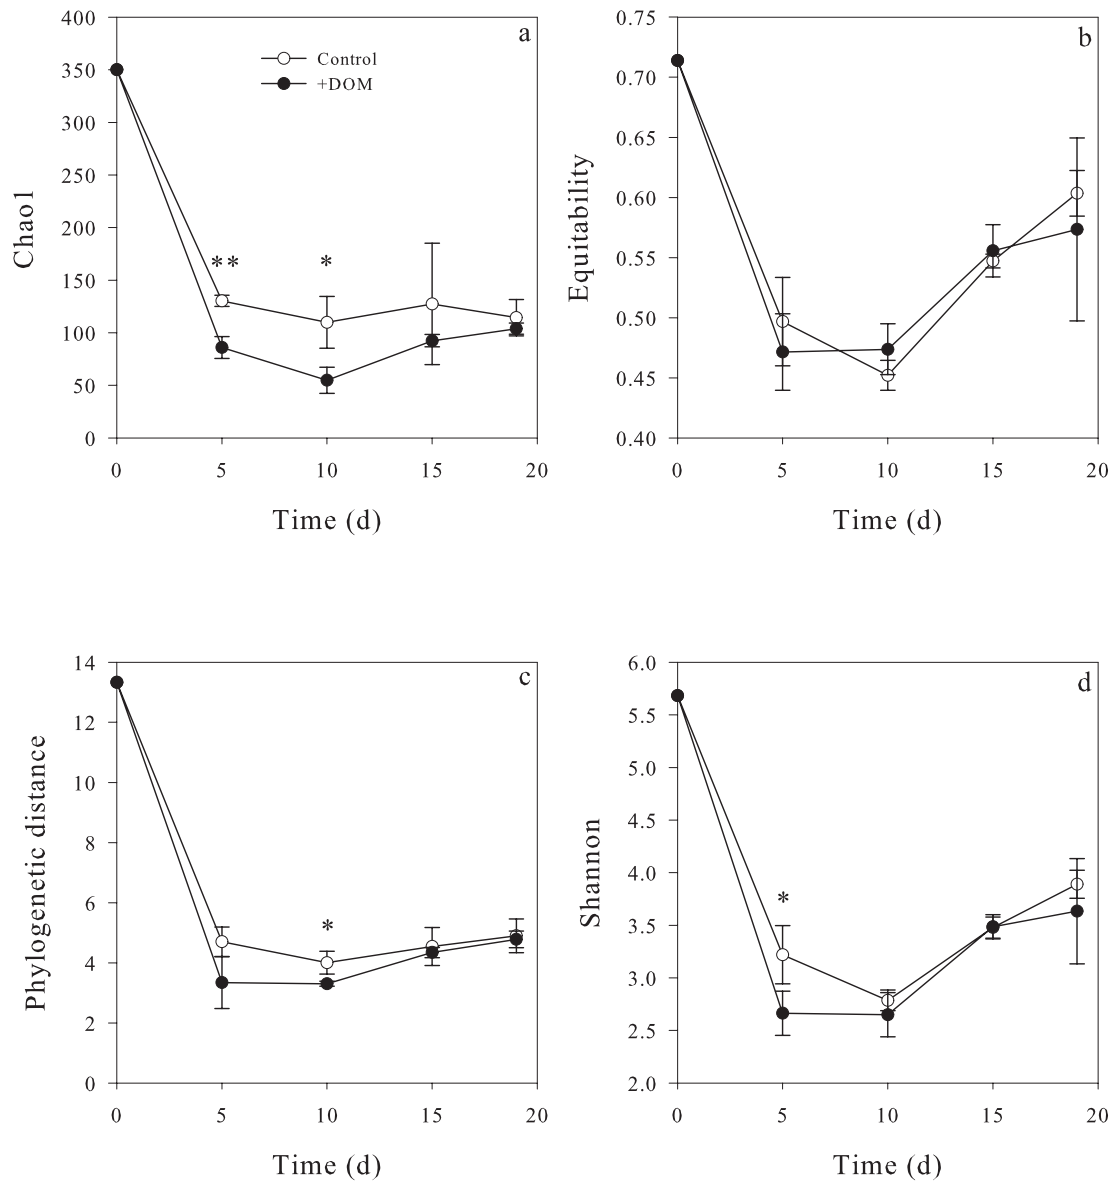 400
350
300
250
200
150
100
50
0
Chao1
a
Control
+DOM
**
*
0 5 10 15 20
Time (d)
0.75
0.70
0.65
0.60
0.55
0.50
0.45
0.40
Equitability
b
0 5 10 15 20
Time (d)
14
12
10
8
6
4
2
0
Phylogenetic distance
c
*
0 5 10 15 20
Time (d)
6.0
5.5
5.0
4.5
4.0
3.5
3.0
2.5
2.0
Shannon
d
*
0 5 10 15 20
Time (d)